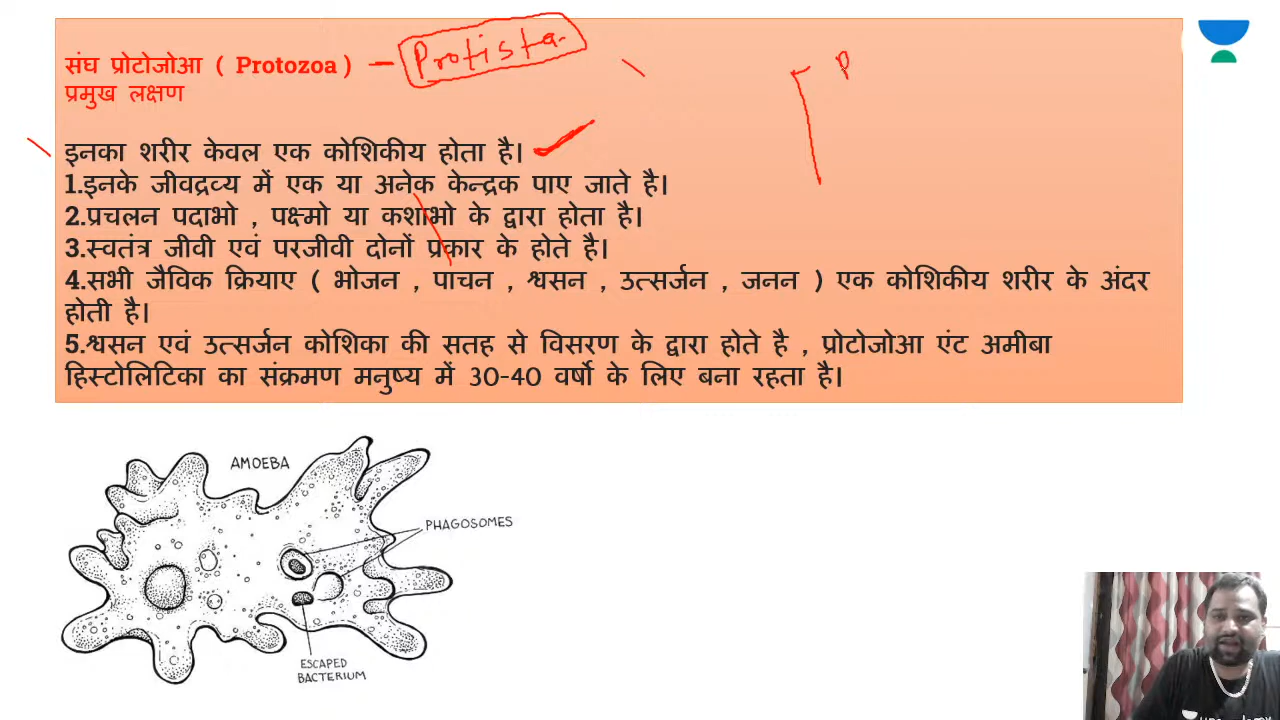 संघ प्रोटोजोआ ( Protozoa ) – Protista
P
प्रमुख लक्षण
इनका शरीर केवल एक कोशिकीय होता है।
1.इनके जीवद्रव्य में एक या अनेक केन्द्रक पाए जाते है।
2.प्रचलन पदाभो , पक्ष्मो या कशाभो के द्वारा होता है।
3.स्वतंत्र जीवी एवं परजीवी दोनों प्रकार के होते है।
4.सभी जैविक क्रियाए ( भोजन , पाचन , श्वसन , उत्सर्जन , जनन ) एक कोशिकीय शरीर के अंदर
होती है।
5.श्वसन एवं उत्सर्जन कोशिका की सतह से विसरण के द्वारा होते है , प्रोटोजोआ एंट अमीबा
हिस्टोलिटिका का संक्रमण मनुष्य में 30-40 वर्षो के लिए बना रहता है।
AMOEBA
PHAGOSOMES
ESCAPED
BACTERIUM